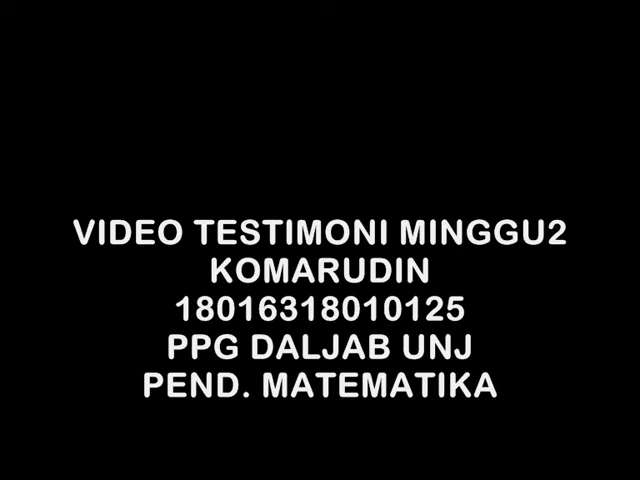 VIDEO TESTIMONI MINGGU2
KOMARUDIN
18016318010125
PPG DALJAB UNJ
PEND. MATEMATIKA